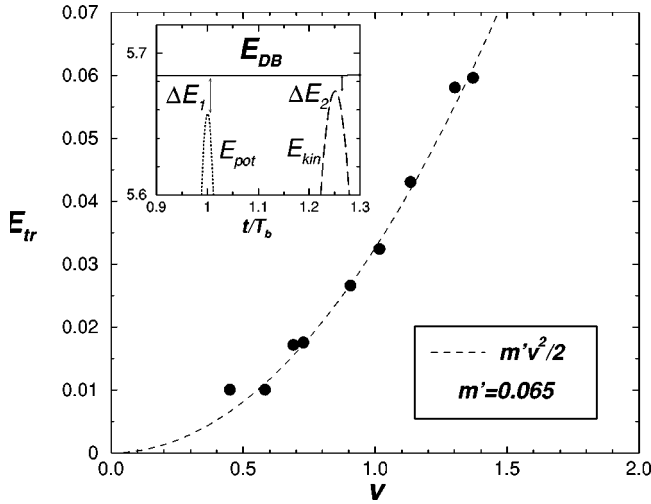 0.07
0.06
0.05
0.04
E_tr
0.03
0.02
0.01
0
0.0
0.5
1.0
1.5
2.0
v
5.7
5.6
E_DB
ΔE_1
ΔE_2
E_pot
E_kin
0.9
1
1.1
1.2
1.3
t/T_b
m'v^2/2
m'=0.065